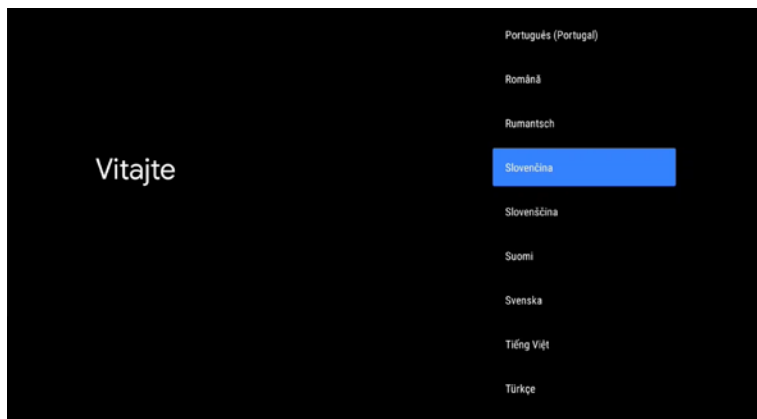 Vitajte
Português (Portugal)
Română
Rumantsch
Slovenčina
Slovenščina
Suomi
Svenska
Tiếng Việt
Türkçe